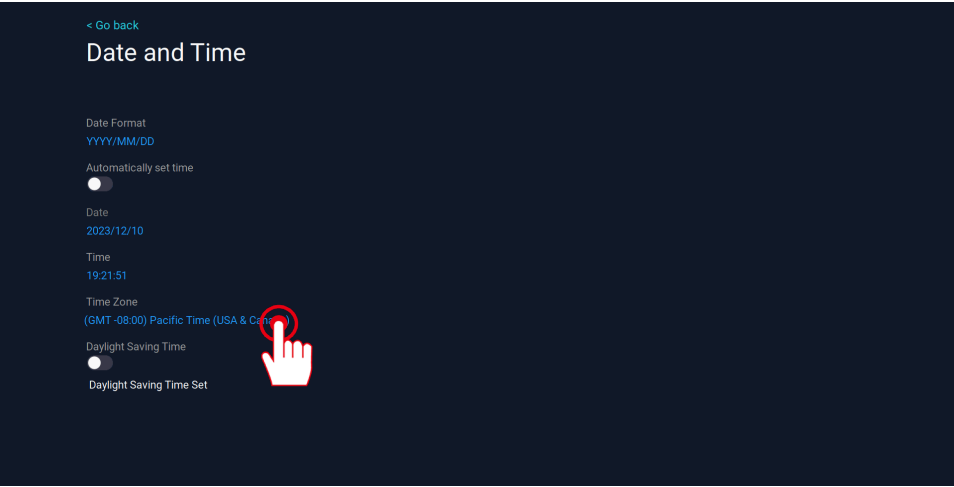 < Go back
Date and Time
Date Format
YYYY/MM/DD
Automatically set time
Date
2023/12/10
Time
19:21:51
Time Zone
(GMT -08:00) Pacific Time (USA &
Daylight Saving Time
Daylight Saving Time Set